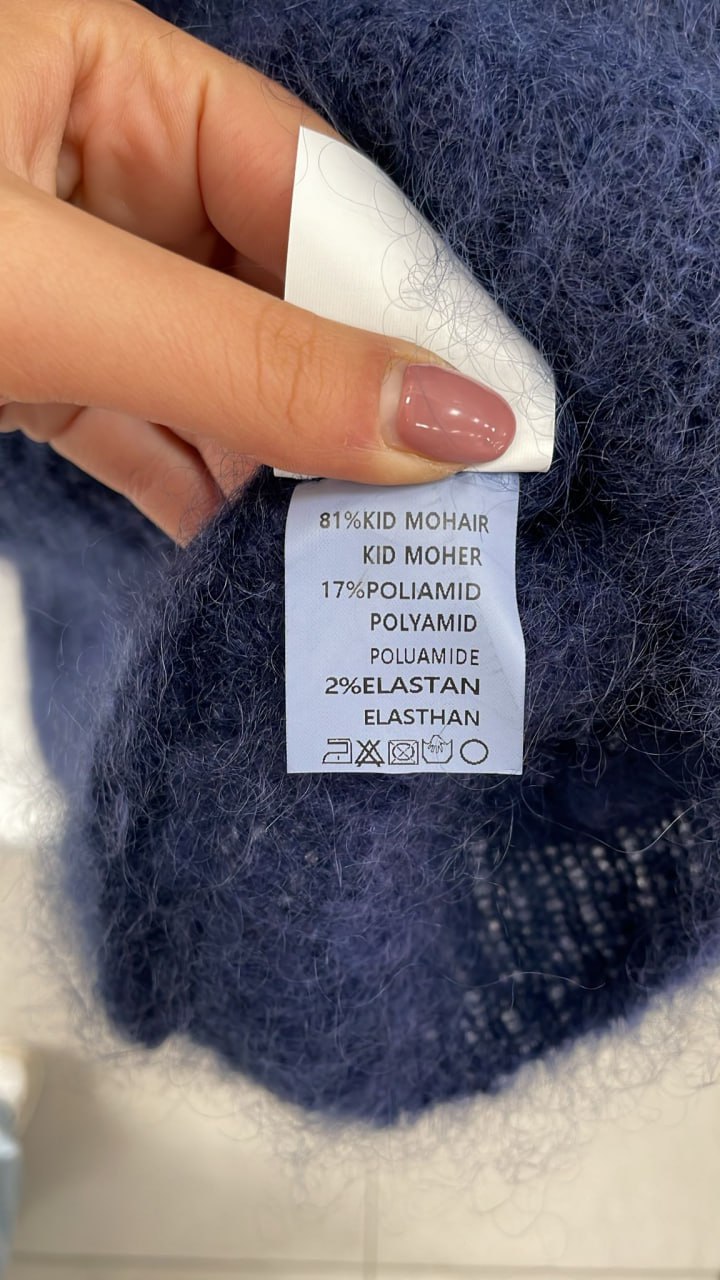 81%KID MOHAIR
KID MOHER
17%POLIAMID
POLYAMID
POLUAMIDE
2%ELASTAN
ELASTHAN